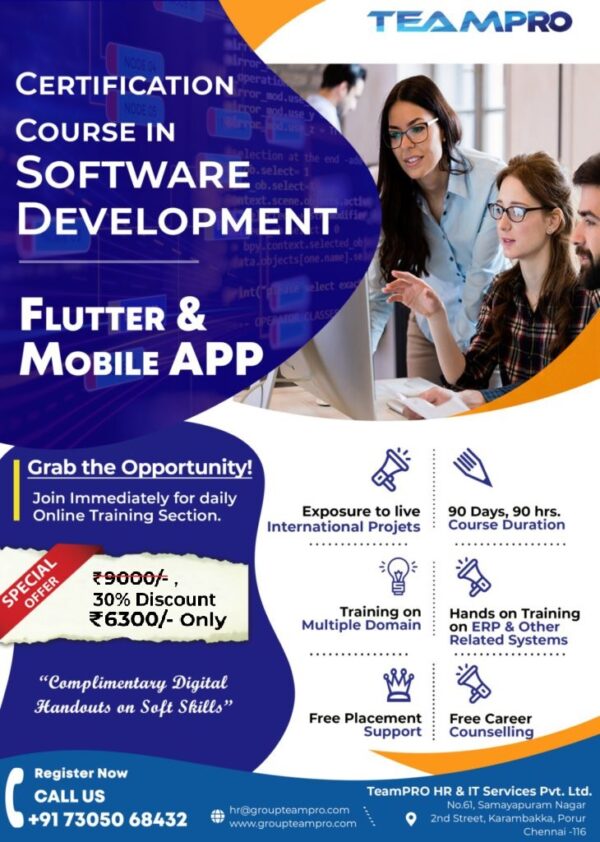 TEAMPRO
CERTIFICATION
COURSE IN
SOFTWARE
DEVELOPMENT
FLUTTER &
MOBILE APP
Grab the Opportunity!
Join Immediately for daily
Online Training Section.
SPECIAL
OFFER
₹9000/- ,
30% Discount
₹6300/- Only
“Complimentary Digital
Handouts on Soft Skills”
Exposure to live
International Projets
90 Days, 90 hrs.
Course Duration
Training on
Multiple Domain
Hands on Training
on ERP & Other
Related Systems
Free Placement
Support
Free Career
Counselling
Register Now
CALL US
+91 73050 68432
hr@groupteampro.com
www.groupteampro.com
TeamPRO HR & IT Services Pvt. Ltd.
No.61, Samayapuram Nagar
2nd Street, Karambakka, Porur
Chennai -116